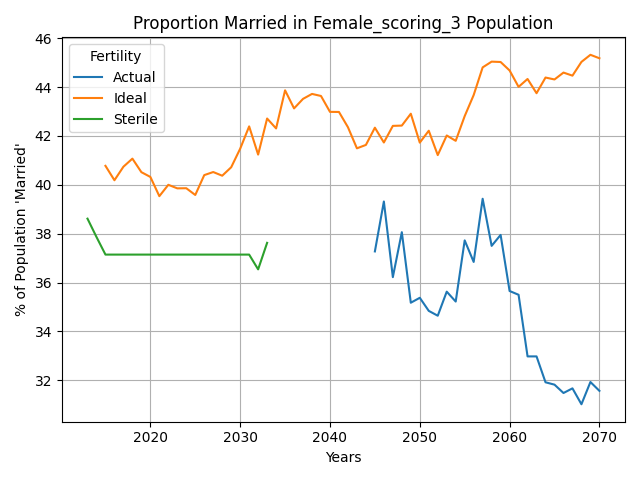 Proportion Married in Female_scoring_3 Population
46
44
42
40
38
36
34
32
% of Population 'Married'
Fertility
Actual
Ideal
Sterile
2020 2030 2040 2050 2060 2070
Years